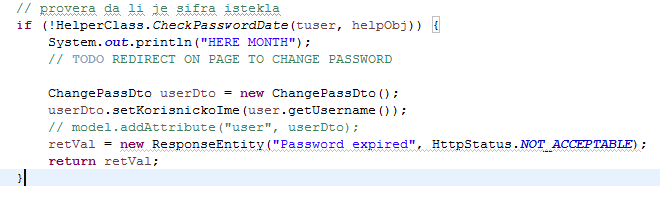 // provera da li je sifra istekla
if (!HelperClass.CheckPasswordDate(tuser, helpObj)) {
System.out.println("HERE MONTH");
// TODO REDIRECT ON PAGE TO CHANGE PASSWORD
ChangePassDto userDto = new ChangePassDto();
userDto.setKorisnickoIme(user.getUsername());
// model.addAttribute("user", userDto);
retVal = new ResponseEntity("Password expired", HttpStatus.NOT_ACCEPTABLE);
return retVal;
}